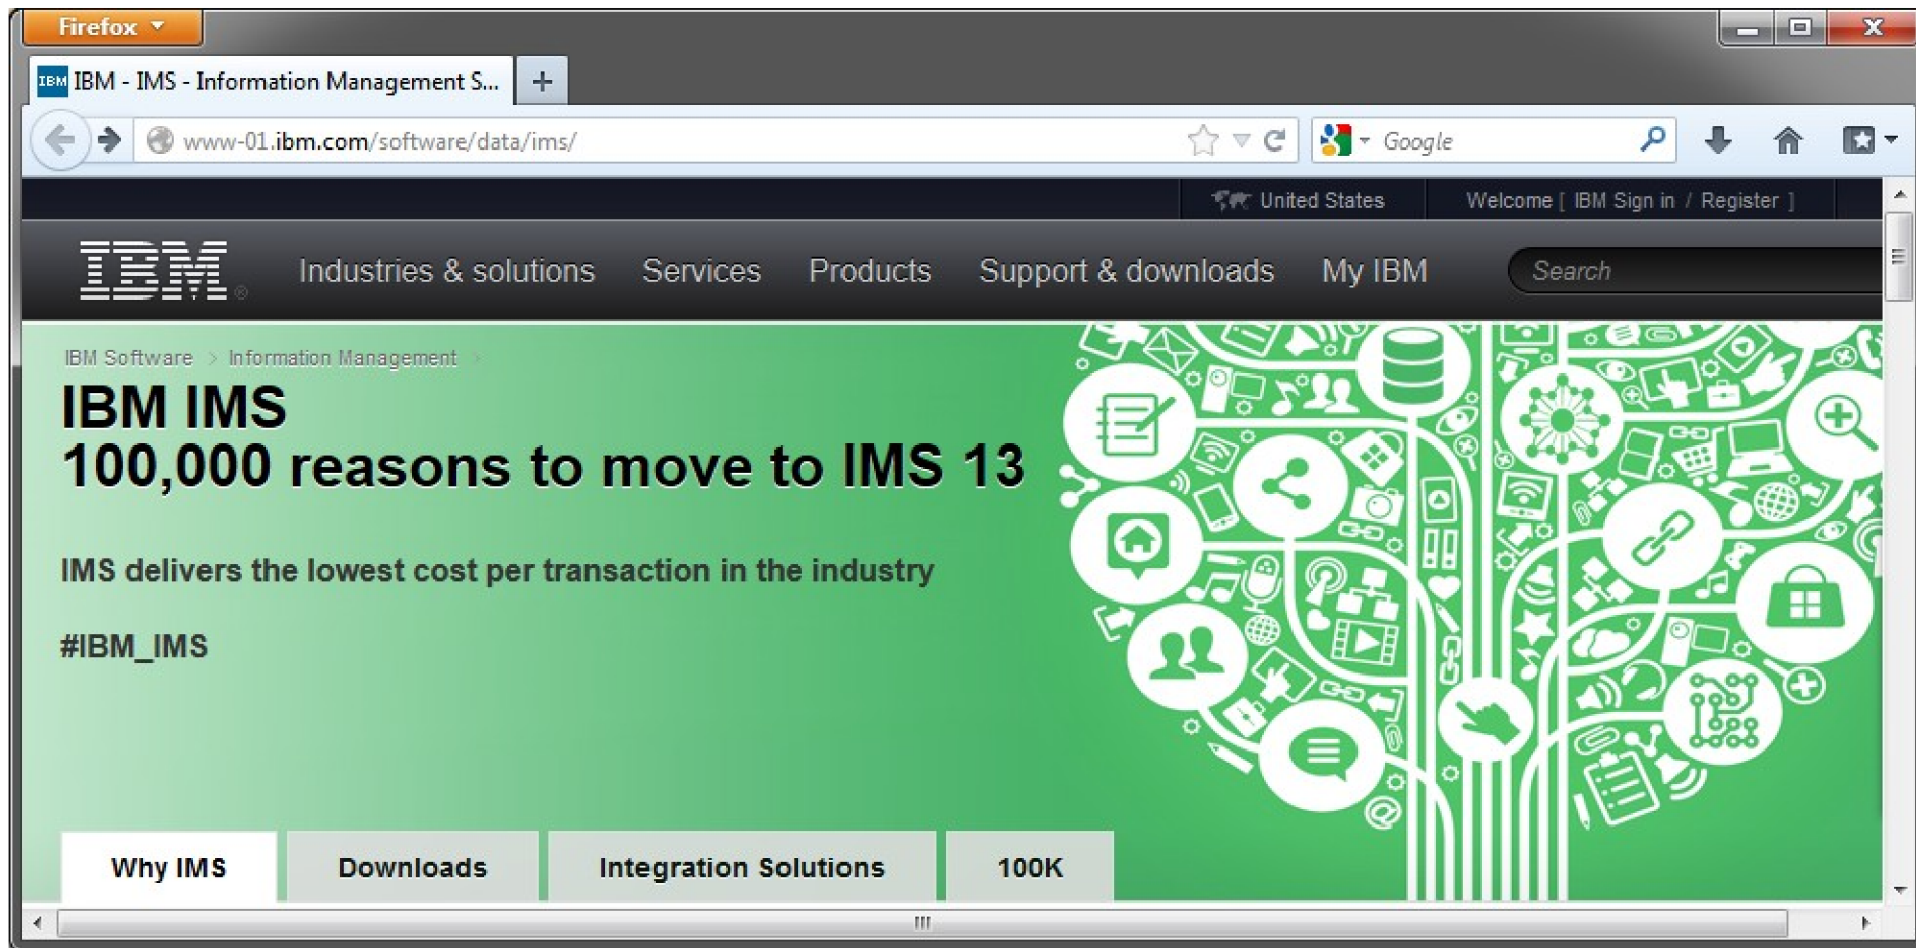 Firefox
IBM IBM - IMS - Information Management S...
www-01.ibm.com/software/data/ims/
Google
United States
Welcome [ IBM Sign in / Register ]
IBM®
Industries & solutions
Services
Products
Support & downloads
My IBM
Search
IBM Software > Information Management >
IBM IMS
100,000 reasons to move to IMS 13
IMS delivers the lowest cost per transaction in the industry
#IBM_IMS
Why IMS
Downloads
Integration Solutions
100K